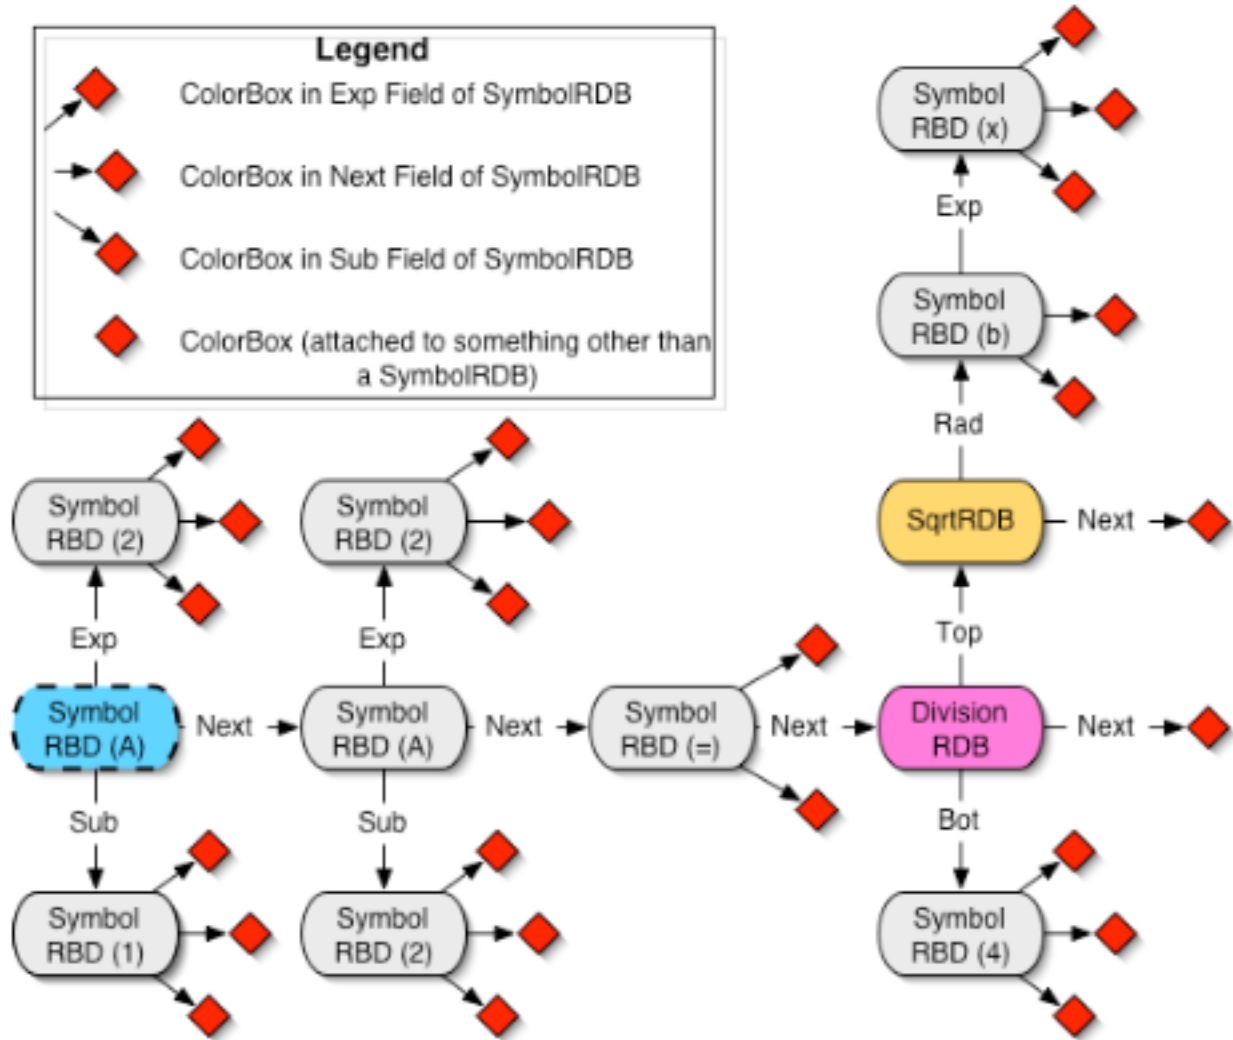 Legend
ColorBox in Exp Field of SymbolRDB
ColorBox in Next Field of SymbolRDB
ColorBox in Sub Field of SymbolRDB
ColorBox (attached to something other than
a SymbolRDB)
Symbol
RBD (x)
Exp
Symbol
RBD (b)
Rad
SqrtRDB
Next
Top
Symbol
RBD (2)
Exp
Symbol
RBD (2)
Exp
Symbol
RBD (A)
Next
Symbol
RBD (A)
Next
Symbol
RBD (=)
Next
Division
RDB
Next
Sub
Sub
Bot
Symbol
RBD (1)
Symbol
RBD (2)
Symbol
RBD (4)